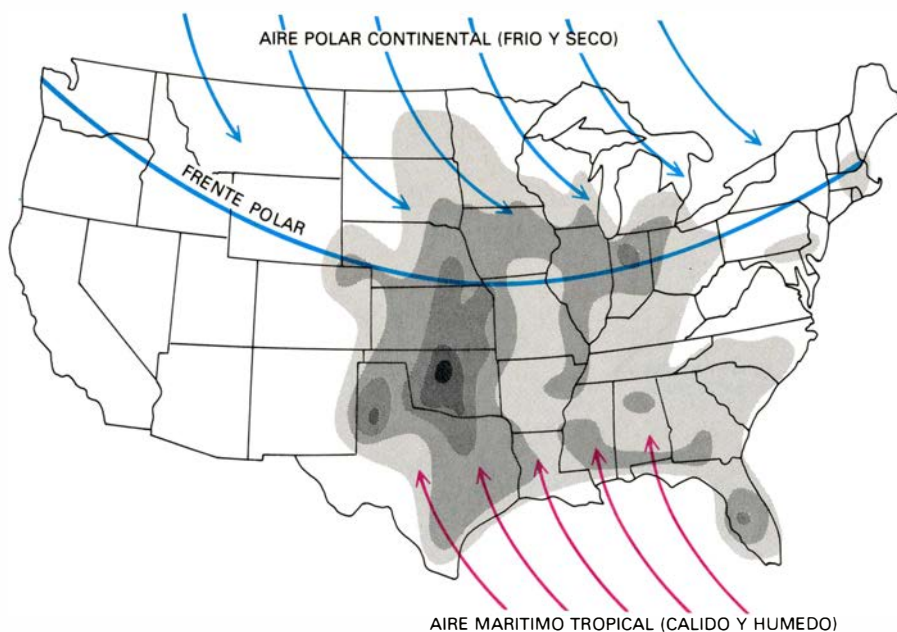 AIRE POLAR CONTINENTAL (FRIO Y SECO)
FRENTE POLAR
AIRE MARITIMO TROPICAL (CALIDO Y HUMEDO)